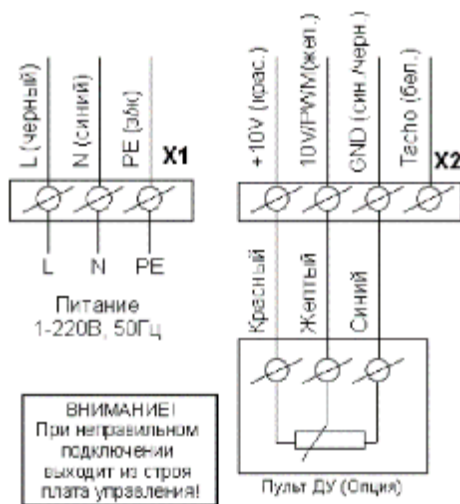 L (черный)
N (синий)
PE (збк)
X1
L
N
PE
Питание
1-220В, 50Гц
ВНИМАНИЕ!
При неправильном
подключении
выходит из строя
плата управления!
+10V (крас.)
10V/PWM(жел.)
GND (син./черн.)
Tacho (бел.)
X2
Красный
Желтый
Синий
Пульт ДУ (Опция)